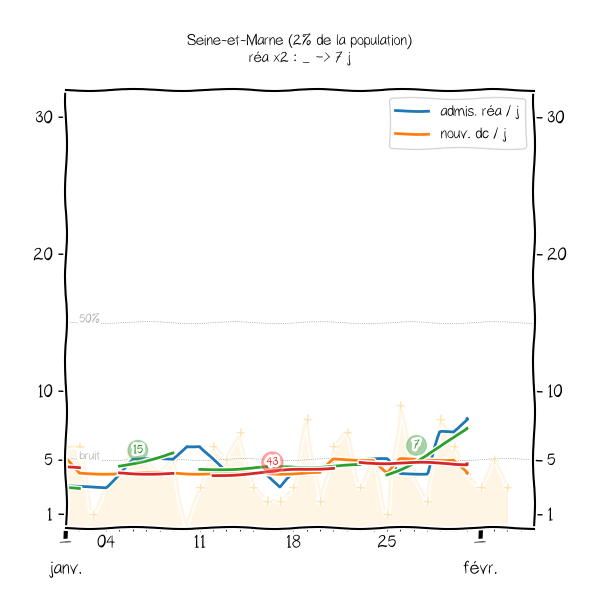 Seine-et-Marne (2% de la population)
réa x2 : _ -> 7 j
admis. réa / j
nouv. dc / j
30
30
20
20
50%
10
10
15
43
7
bruit
5
5
1
1
04
11
18
25
janv.
févr.